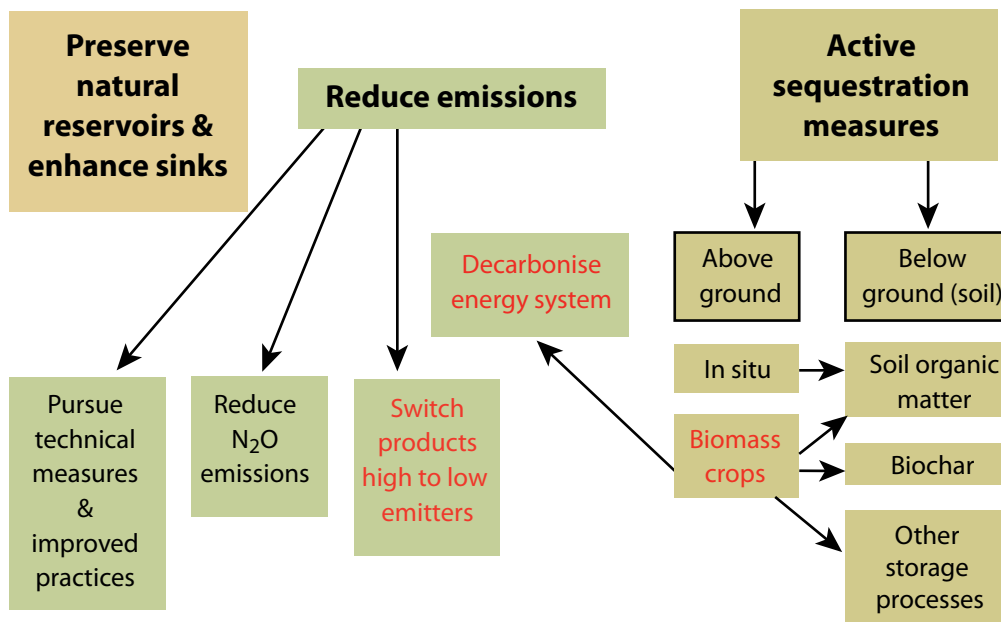 Preserve
natural
reservoirs &
enhance sinks
Reduce emissions
Active
sequestration
measures
Decarbonise
energy system
Above
ground
Below
ground (soil)
Pursue
technical
measures
&
improved
practices
Reduce
N₂O
emissions
Switch
products
high to low
emitters
In situ
Soil organic
matter
Biomass
crops
Biochar
Other
storage
processes